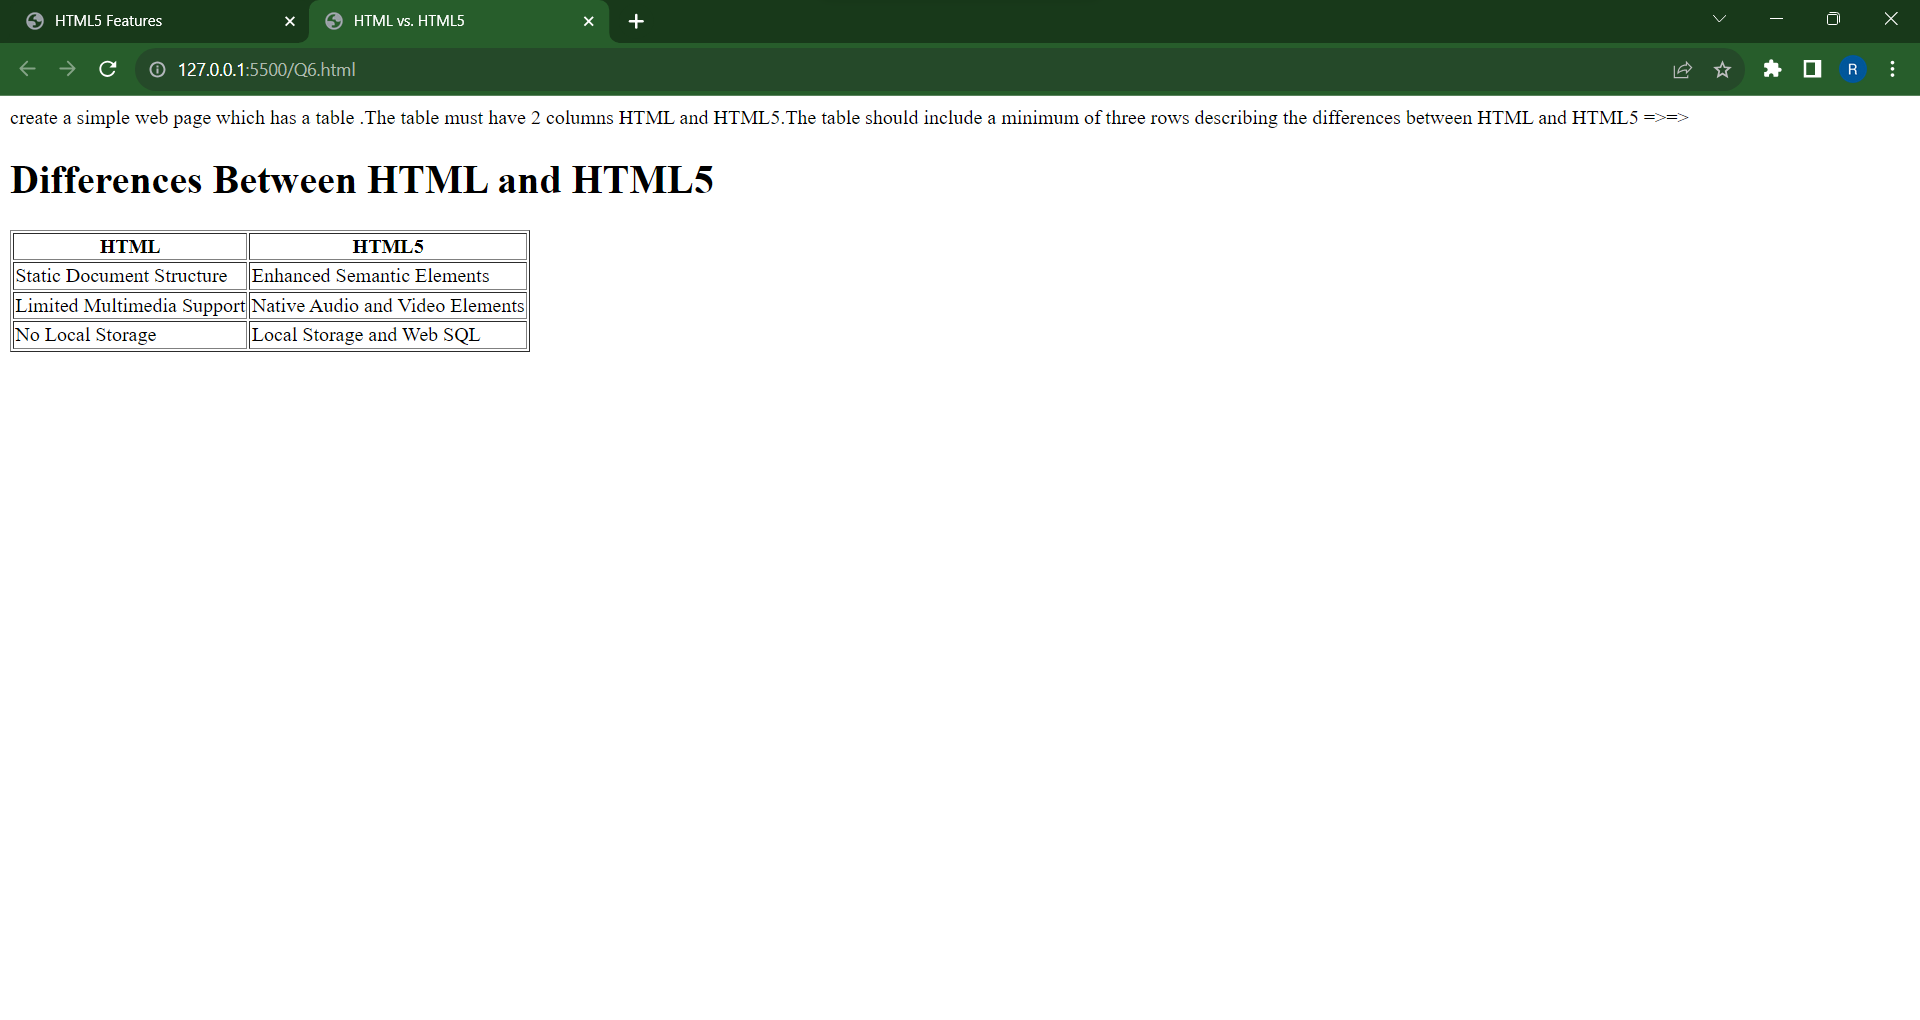 HTML5 Features
HTML vs. HTML5
127.0.0.1:5500/Q6.html
R
create a simple web page which has a table .The table must have 2 columns HTML and HTML5.The table should include a minimum of three rows describing the differences between HTML and HTML5 =>=>
Differences Between HTML and HTML5
HTML HTML5
Static Document Structure Enhanced Semantic Elements
Limited Multimedia Support Native Audio and Video Elements
No Local Storage Local Storage and Web SQL